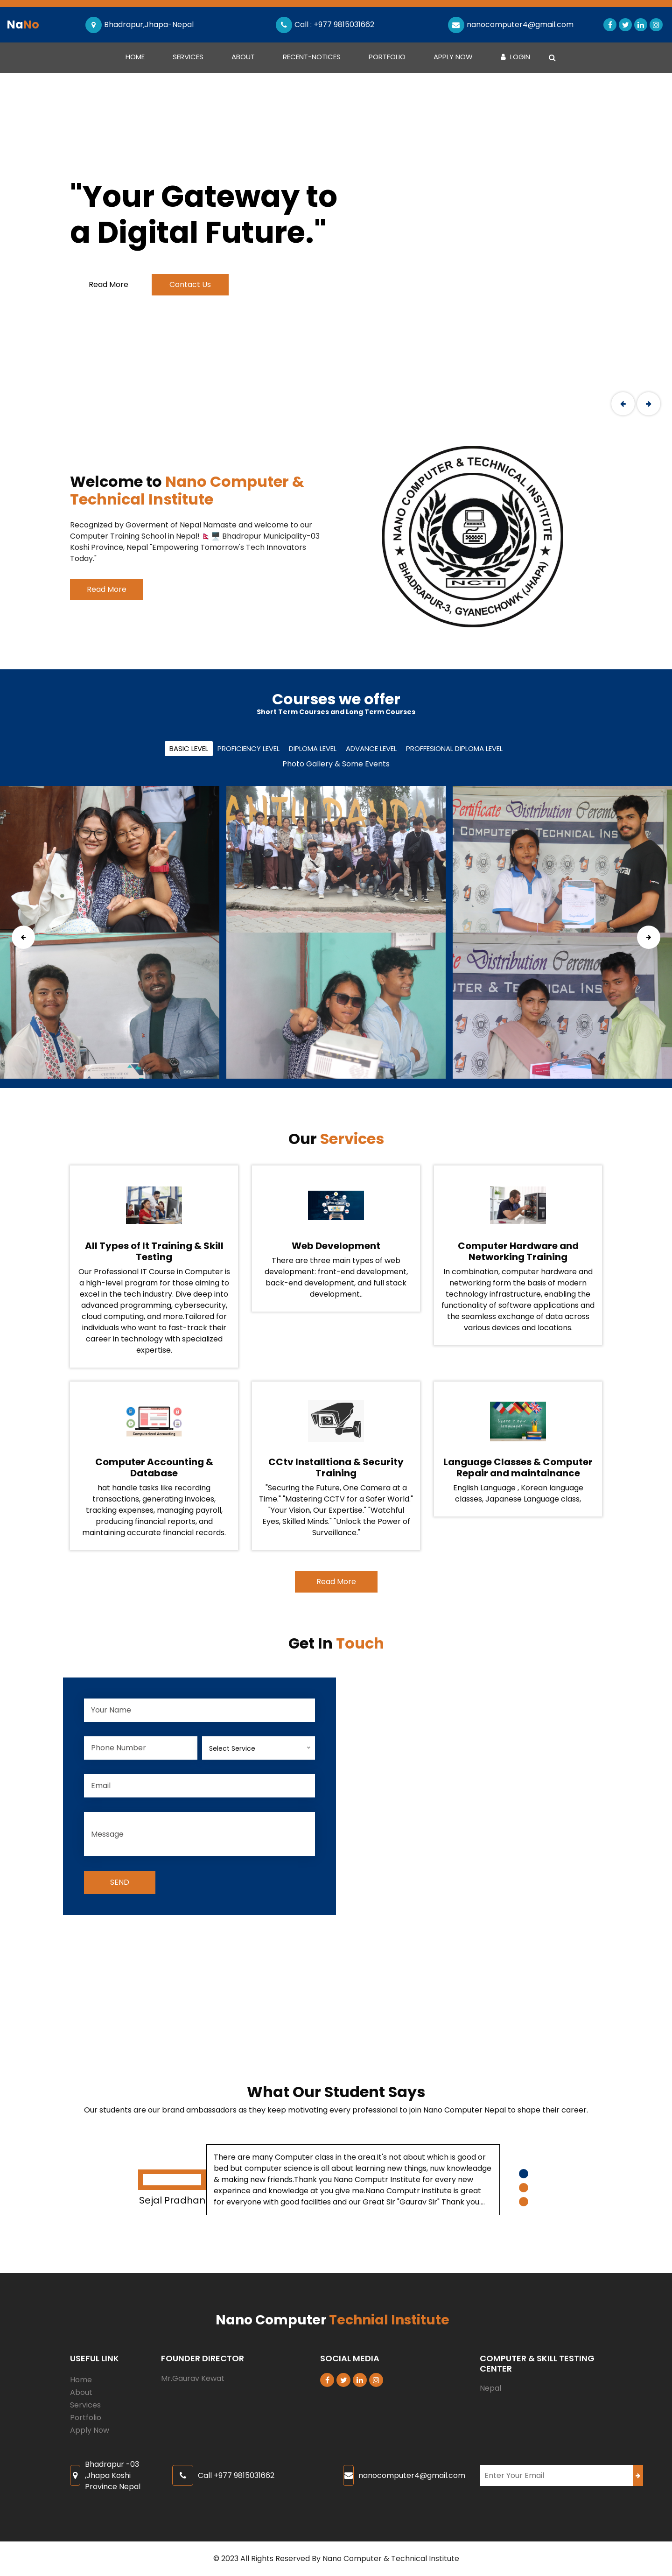 NaNo
Bhadrapur,Jhapa-Nepal
Call : +977 9815031662
nanocomputer4@gmail.com
HOME
SERVICES
ABOUT
RECENT-NOTICES
PORTFOLIO
APPLY NOW
LOGIN
"Your Gateway to
a Digital Future."
Read More
Contact Us
Welcome to Nano Computer &
Technical Institute
Recognized by Goverment of Nepal Namaste and welcome to our
Computer Training School in Nepal! 🇳🇵🖥️ Bhadrapur Municipality-03
Koshi Province, Nepal "Empowering Tomorrow's Tech Innovators
Today."
Read More
NANO COMPUTER & TECHNICAL INSTITUTE
NCTI
BHADRAPUR-3, GYANECHOWK (JHAPA)
Courses we offer
Short Term Courses and Long Term Courses
BASIC LEVEL
PROFICIENCY LEVEL
DIPLOMA LEVEL
ADVANCE LEVEL
PROFFESIONAL DIPLOMA LEVEL
Photo Gallery & Some Events
Certificate Distribution Ceremony
Computer & Technical
Distribution Ceremony
Computer & Technical
Our Services
All Types of It Training & Skill
Testing
Our Professional IT Course in Computer is
a high-level program for those aiming to
excel in the tech industry. Dive deep into
advanced programming, cybersecurity,
cloud computing, and more.Tailored for
individuals who want to fast-track their
career in technology with specialized
expertise.
Web Development
There are three main types of web
development: front-end development,
back-end development, and full stack
development..
Computer Hardware and
Networking Training
In combination, computer hardware and
networking form the basis of modern
technology infrastructure, enabling the
functionality of software applications and
the seamless exchange of data across
various devices and locations.
Computerised Accounting
Computer Accounting &
Database
hat handle tasks like recording
transactions, generating invoices,
tracking expenses, managing payroll,
producing financial reports, and
maintaining accurate financial records.
CCtv Installtiona & Security
Training
"Securing the Future, One Camera at a
Time." "Mastering CCTV for a Safer World."
"Your Vision, Our Expertise." "Watchful
Eyes, Skilled Minds." "Unlock the Power of
Surveillance."
Language Classes & Computer
Repair and maintainance
English Language , Korean language
classes, Japanese Language class,
Read More
Get In Touch
Your Name
Phone Number
Select Service
Email
Message
SEND
What Our Student Says
Our students are our brand ambassadors as they keep motivating every professional to join Nano Computer Nepal to shape their career.
Sejal Pradhan
There are many Computer class in the area.It's not about which is good or
bed but computer science is all about learning new things, nuw knowleadge
& making new friends.Thank you Nano Computr Institute for every new
experince and knowledge at you give me.Nano Computr institute is great
for everyone with good facilities and our Great Sir "Gaurav Sir" Thank you....
Nano Computer Technial Institute
USEFUL LINK
Home
About
Services
Portfolio
Apply Now
FOUNDER DIRECTOR
Mr.Gaurav Kewat
SOCIAL MEDIA
COMPUTER & SKILL TESTING
CENTER
Nepal
Bhadrapur -03
,Jhapa Koshi
Province Nepal
Call +977 9815031662
nanocomputer4@gmail.com
Enter Your Email
© 2023 All Rights Reserved By Nano Computer & Technical Institute